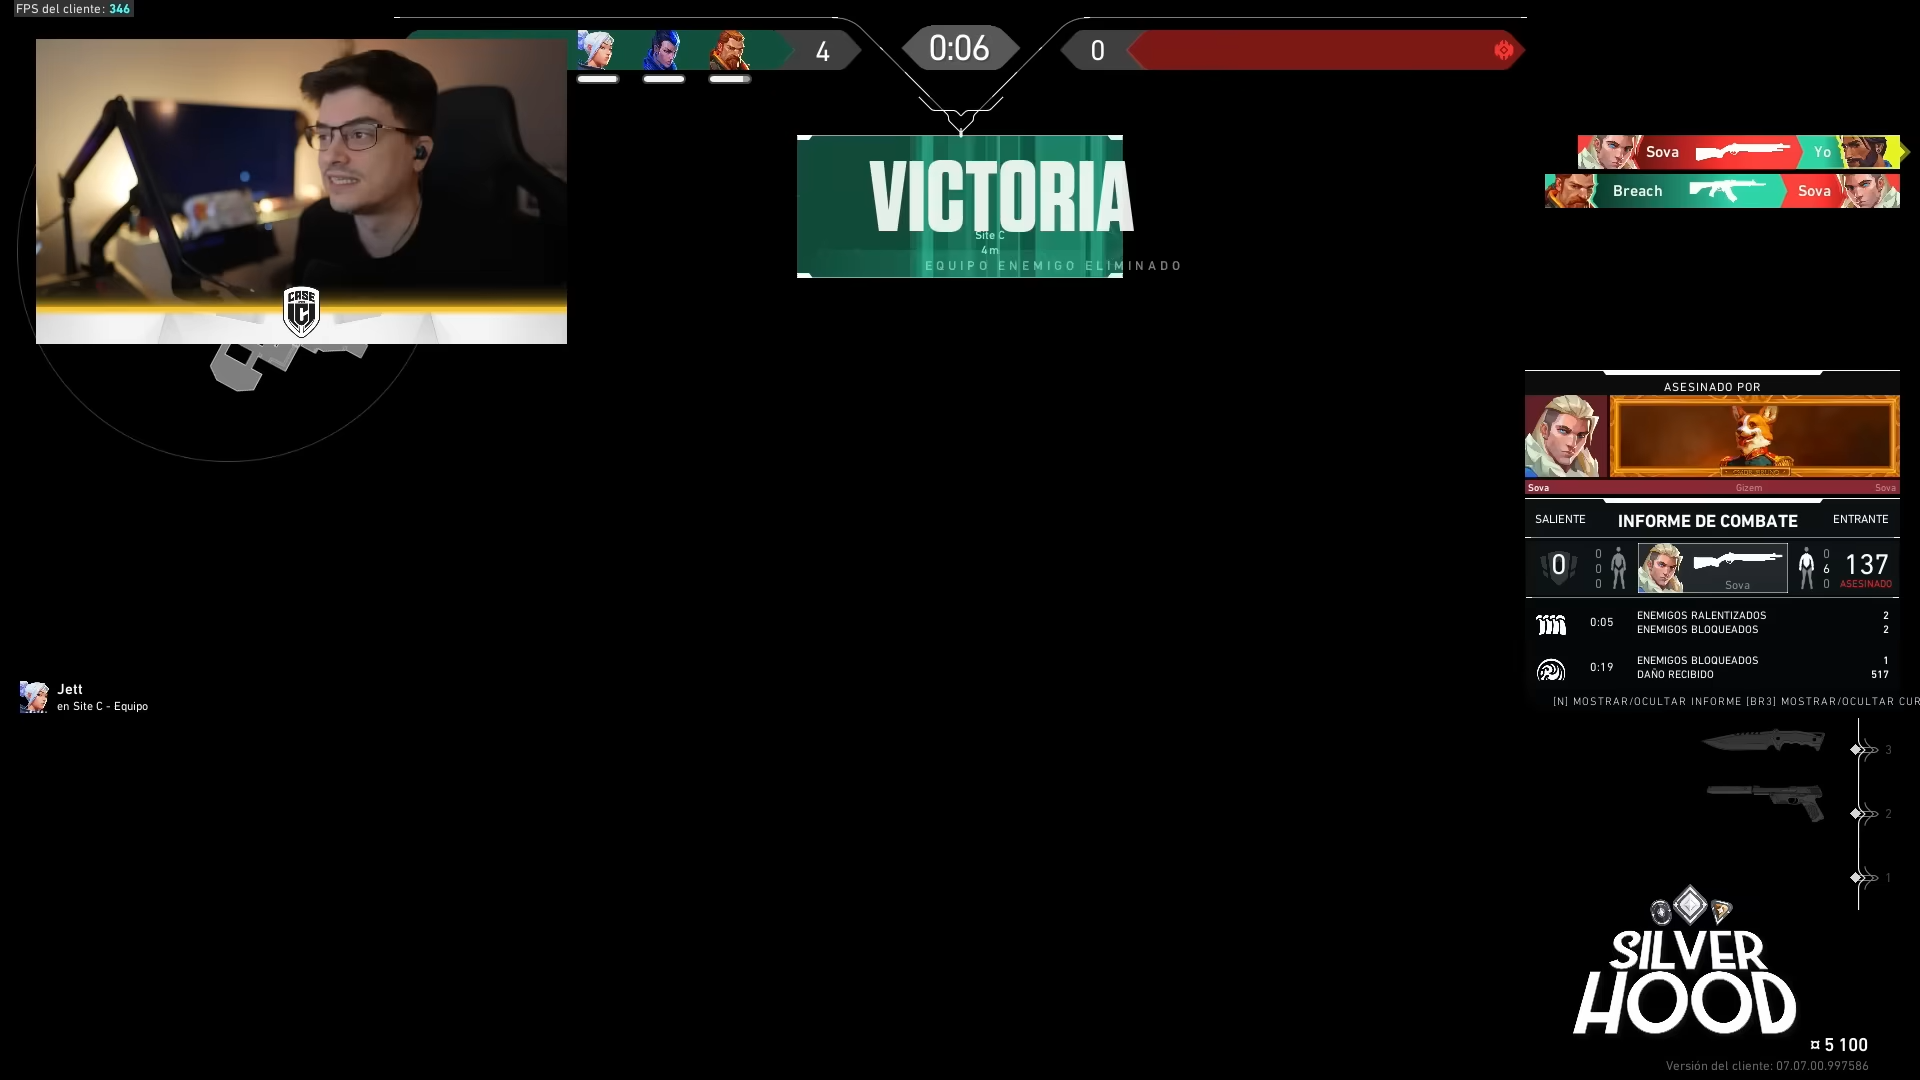 FPS del cliente: 346
4
0:06
0
VICTORIA
Site C
4m
EQUIPO ENEMIGO ELIMINADO
Sova
Yo
Breach
Sova
CASE
ICI
ASESINADO POR
Sova
Gizem
Sova
SALIENTE
INFORME DE COMBATE
ENTRANTE
0
0
0
0
Sova
0
6
0
137
ASESINADO
0:05
ENEMIGOS RALENTIZADOS 2
ENEMIGOS BLOQUEADOS 2
0:19
ENEMIGOS BLOQUEADOS 1
DAÑO RECIBIDO 517
[N] MOSTRAR/OCULTAR INFORME [BR3] MOSTRAR/OCULTAR CUR
Jett
en Site C - Equipo
3
2
1
SILVER
HOOD
¤ 5 100
Versión del cliente: 07.07.00.997586